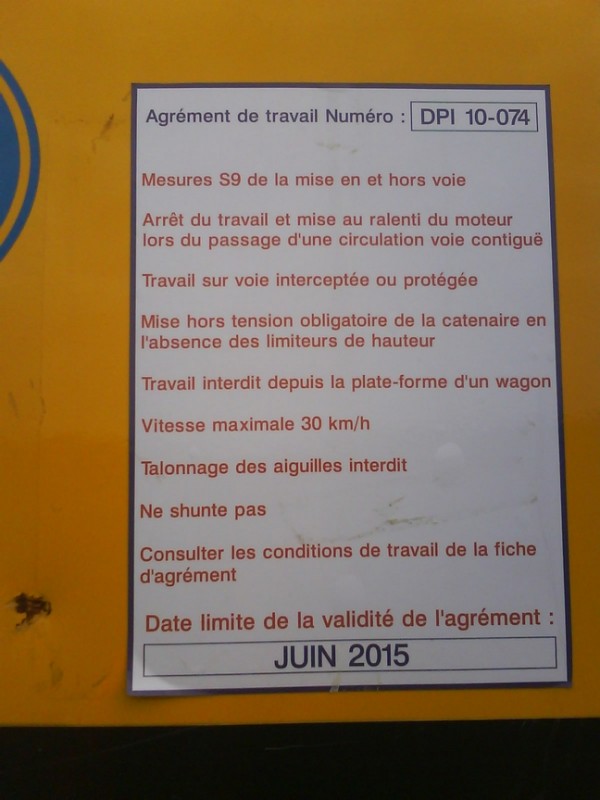 Agrément de travail Numéro : DPI 10-074
Mesures S9 de la mise en et hors voie
Arrêt du travail et mise au ralenti du moteur
lors du passage d'une circulation voie contiguë
Travail sur voie interceptée ou protégée
Mise hors tension obligatoire de la catenaire en
l'absence des limiteurs de hauteur
Travail interdit depuis la plate-forme d'un wagon
Vitesse maximale 30 km/h
Talonnage des aiguilles interdit
Ne shunte pas
Consulter les conditions de travail de la fiche
d'agrément
Date limite de la validité de l'agrément :
JUIN 2015